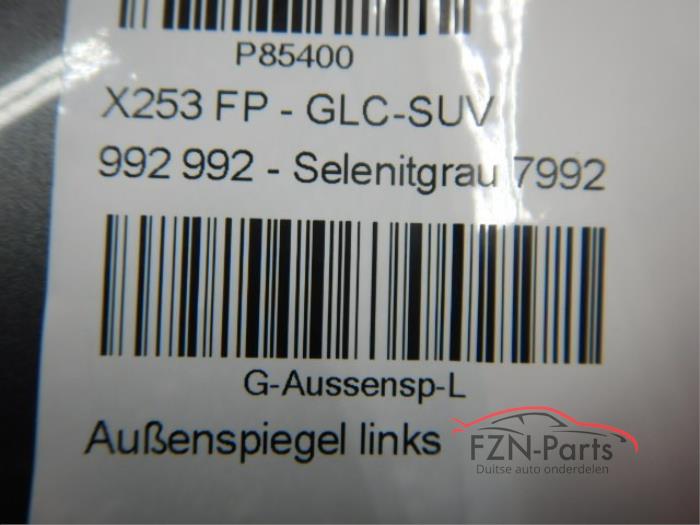 P85400
X253 FP - GLC-SUV
992 992 - Selenitgrau 7992
G-Aussensp-L
Außenspiegel links
FZN-Parts
Duitse auto onderdelen